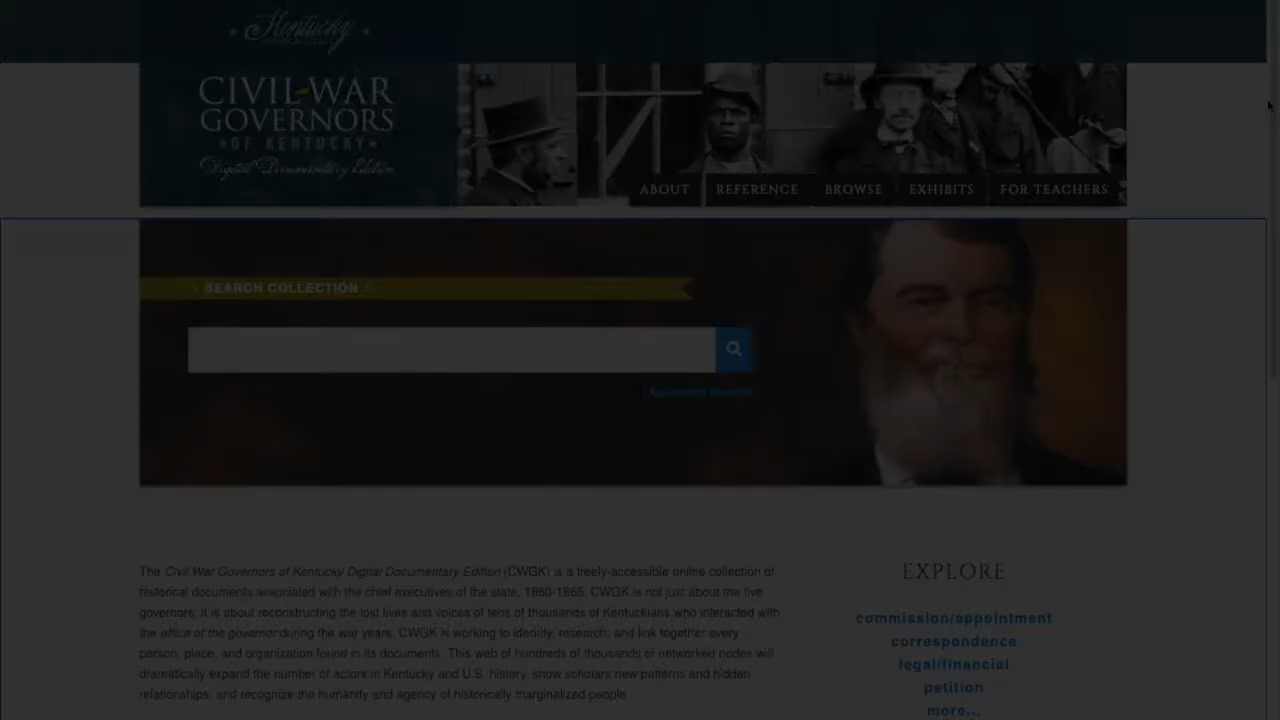 Kentucky
CIVIL WAR
GOVERNORS
OF KENTUCKY
Digital Documentary Edition
ABOUT REFERENCE BROWSE EXHIBITS FOR TEACHERS
SEARCH COLLECTION
Advanced Search
The Civil War Governors of Kentucky Digital Documentary Edition (CWGK) is a freely-accessible online collection of
historical documents associated with the chief executives of the state, 1860-1865. CWGK is not just about the five
governors; it is about reconstructing the lost lives and voices of tens of thousands of Kentuckians who interacted with
the office of the governor during the war years. CWGK is working to identify, research, and link together every
person, place, and organization found in its documents. This web of hundreds of thousands of networked nodes will
dramatically expand the number of actors in Kentucky and U.S. history, show scholars new patterns and hidden
relationships, and recognize the humanity and agency of historically marginalized people
EXPLORE
commission/appointment
correspondence
legal/financial
petition
more...